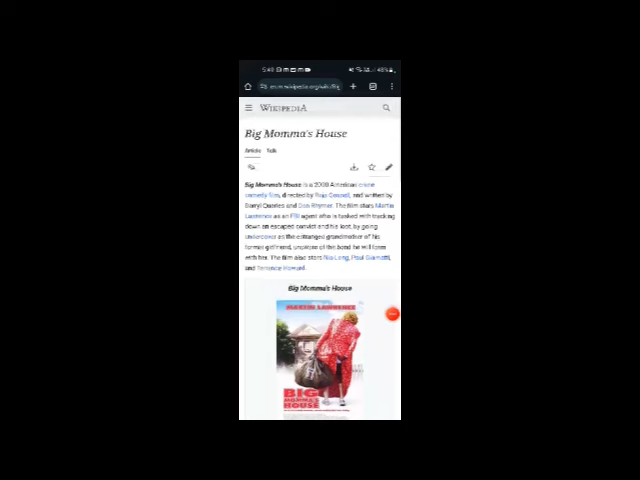 WIKIPEDIA
Big Momma's House
Article Talk
Big Momma's House is a 2000 American crime
comedy film, directed by Raja Gosnell, and written by
Darryl Quarles and Don Rhymer. The film stars Martin
Lawrence as an FBI agent who is tasked with tracking
down an escaped convict and his loot, by going
undercover as the estranged grandmother of his
former girlfriend, unaware of the bond he will form
with her. The film also stars Nia Long, Paul Giamatti,
and Terrence Howard.
Big Momma's House
MARTIN LAWRENCE
BIG
MOMMA'S
HOUSE